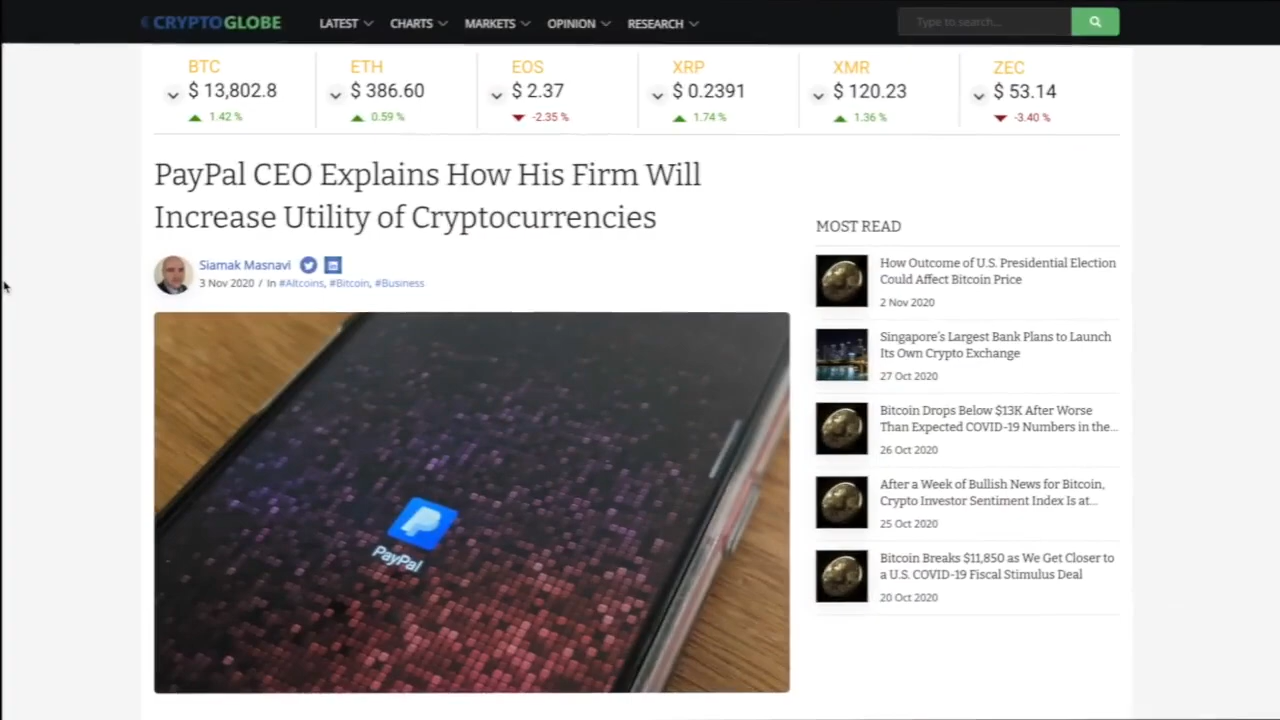 CRYPTOGLOBE LATEST CHARTS MARKETS OPINION RESEARCH Type to search...
BTC ETH EOS XRP XMR ZEC
$ 13,802.8 $ 386.60 $ 2.37 $ 0.2391 $ 120.23 $ 53.14
1.42 % 0.59 % -2.35 % 1.74 % 1.36 % -3.40 %
PayPal CEO Explains How His Firm Will
Increase Utility of Cryptocurrencies
Siamak Masnavi
3 Nov 2020 / In #Altcoins, #Bitcoin, #Business
PayPal
MOST READ
How Outcome of U.S. Presidential Election
Could Affect Bitcoin Price
2 Nov 2020
Singapore's Largest Bank Plans to Launch
Its Own Crypto Exchange
27 Oct 2020
Bitcoin Drops Below $13K After Worse
Than Expected COVID-19 Numbers in the...
26 Oct 2020
After a Week of Bullish News for Bitcoin,
Crypto Investor Sentiment Index Is at...
25 Oct 2020
Bitcoin Breaks $11,850 as We Get Closer to
a U.S. COVID-19 Fiscal Stimulus Deal
20 Oct 2020